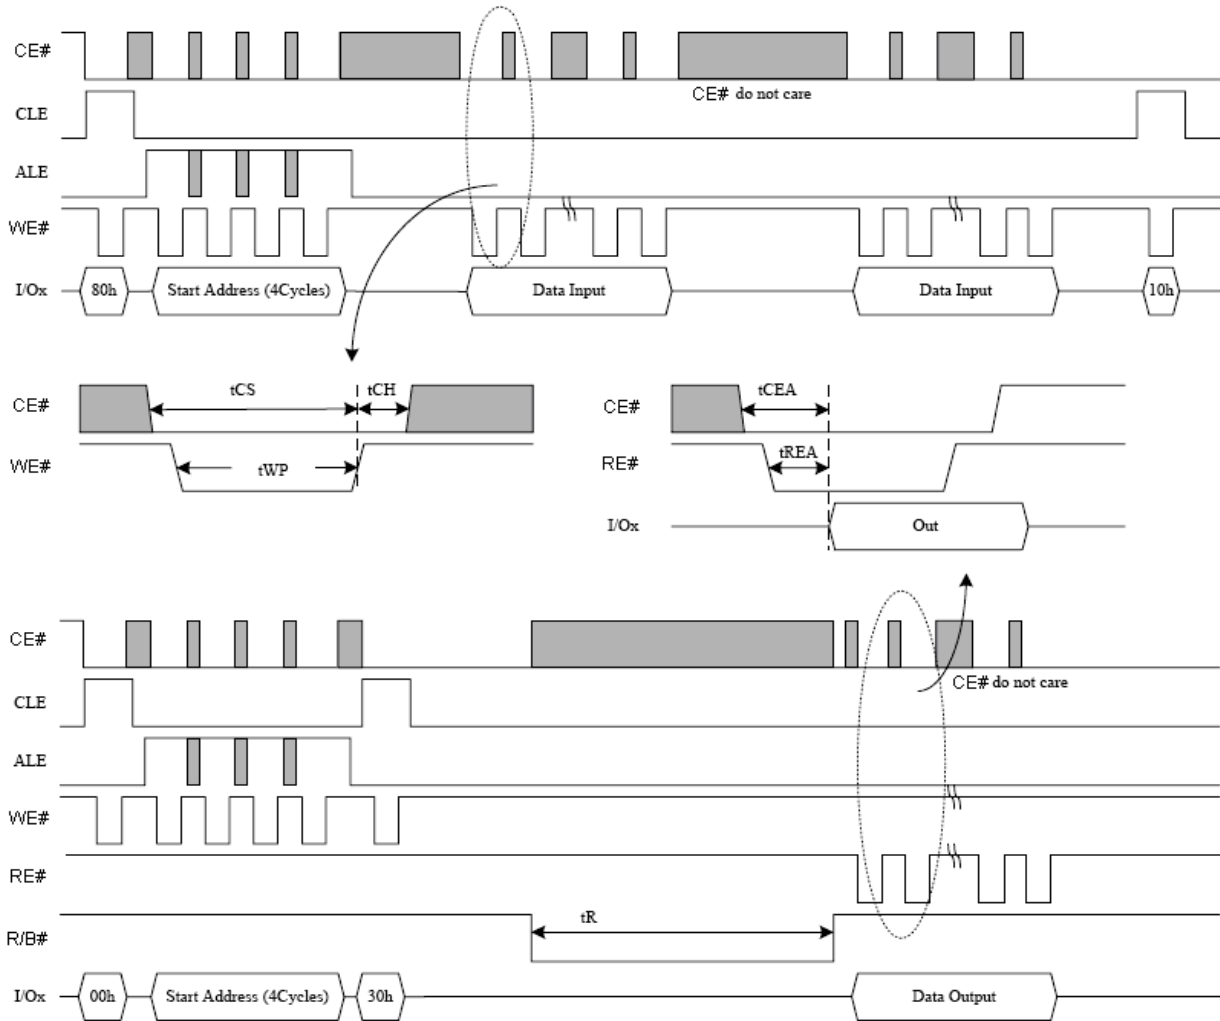 CE#
CE# do not care
CLE
ALE
WE#
I/Ox 80h Start Address (4Cycles) Data Input Data Input 10h
tCS tCH
CE#
WE#
tWP
tCEA
CE#
tREA
RE#
I/Ox Out
CE#
CE# do not care
CLE
ALE
WE#
RE#
tR
R/B#
I/Ox 00h Start Address (4Cycles) 30h Data Output